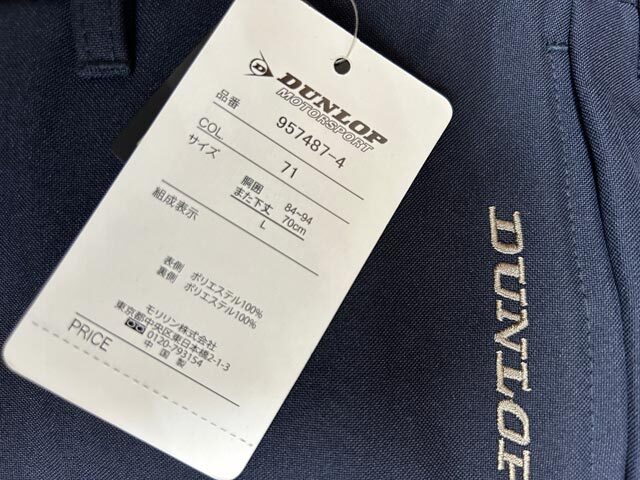 DUNLOP
MOTORSPORT
品番 957487-4
COL. 71
サイズ 胴囲 84-94
また下丈 70cm
L
組成表示
表側 ポリエステル100%
裏側 ポリエステル100%
モリリン株式会社
東京都中央区東日本橋2-1-3
0120-793154
中国製
PRICE
DUNLOP